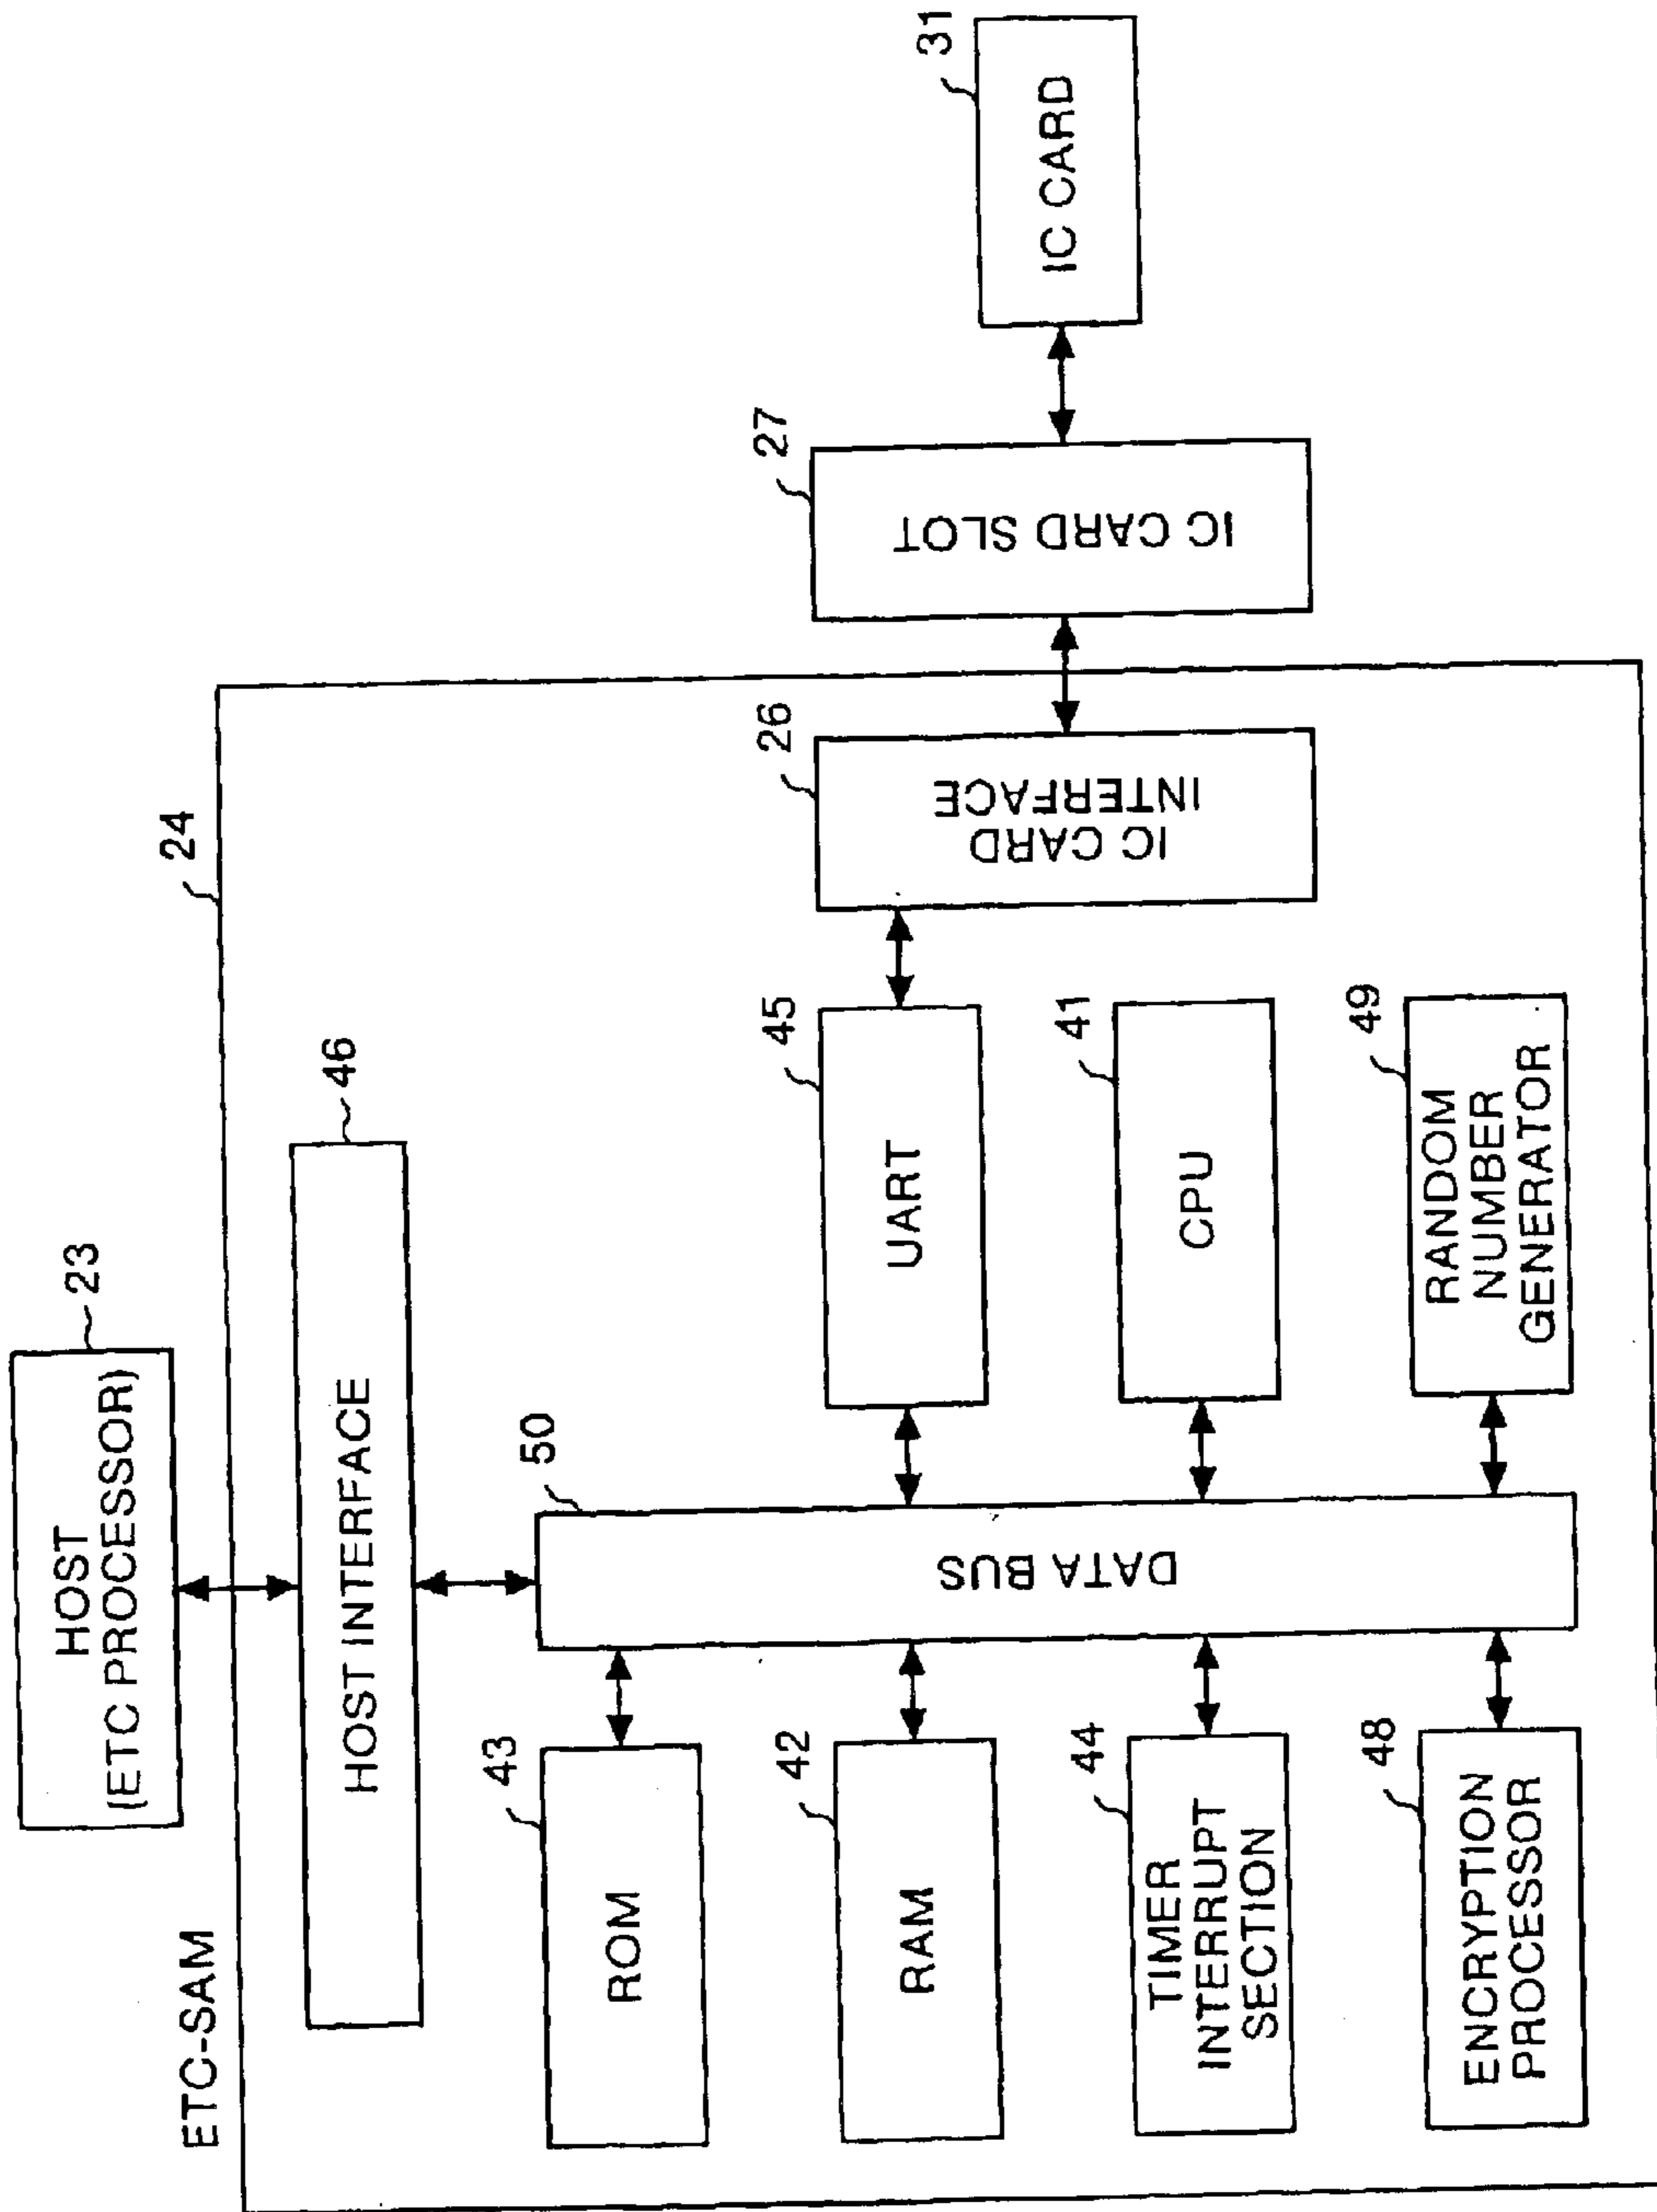 HOST
(ETC PROCESSOR)
23
ETC-SAM
24
HOST INTERFACE
46
ROM
43
RAM
42
TIMER
INTERRUPT
SECTION
44
ENCRYPTION
PROCESSOR
48
DATA BUS
50
UART
45
CPU
41
RANDOM
NUMBER
GENERATOR
49
IC CARD
INTERFACE
26
IC CARD SLOT
27
IC CARD
31